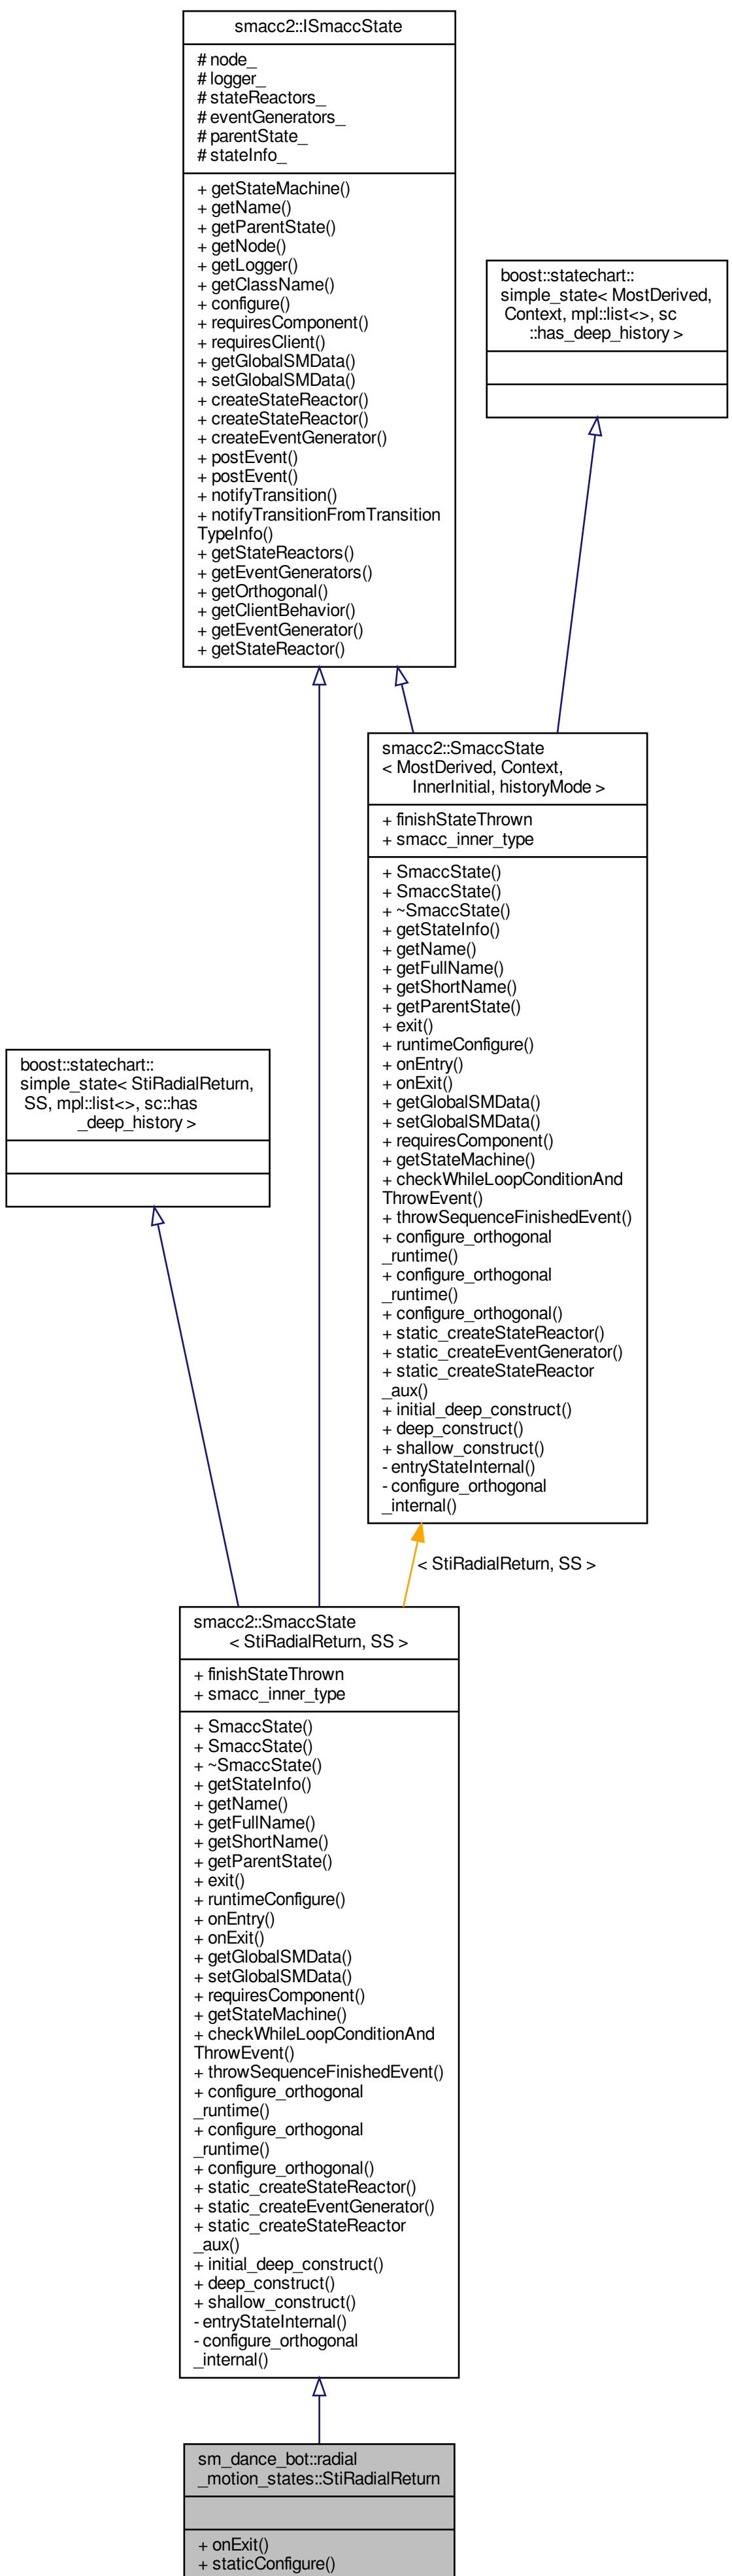 smacc2::ISmaccState
# node_
# logger_
# stateReactors_
# eventGenerators_
# parentState_
# stateInfo_
+ getStateMachine()
+ getName()
+ getParentState()
+ getNode()
+ getLogger()
+ getClassName()
+ configure()
+ requiresComponent()
+ requiresClient()
+ getGlobalSMData()
+ setGlobalSMData()
+ createStateReactor()
+ createStateReactor()
+ createEventGenerator()
+ postEvent()
+ postEvent()
+ notifyTransition()
+ notifyTransitionFromTransition
TypeInfo()
+ getStateReactors()
+ getEventGenerators()
+ getOrthogonal()
+ getClientBehavior()
+ getEventGenerator()
+ getStateReactor()
boost::statechart::
simple_state< MostDerived,
Context, mpl::list<>, sc
::has_deep_history >
smacc2::SmaccState
< MostDerived, Context,
InnerInitial, historyMode >
+ finishStateThrown
+ smacc_inner_type
+ SmaccState()
+ SmaccState()
+ ~SmaccState()
+ getStateInfo()
+ getName()
+ getFullName()
+ getShortName()
+ getParentState()
+ exit()
+ runtimeConfigure()
+ onEntry()
+ onExit()
+ getGlobalSMData()
+ setGlobalSMData()
+ requiresComponent()
+ getStateMachine()
+ checkWhileLoopConditionAnd
ThrowEvent()
+ throwSequenceFinishedEvent()
+ configure_orthogonal
_runtime()
+ configure_orthogonal
_runtime()
+ configure_orthogonal()
+ static_createStateReactor()
+ static_createEventGenerator()
+ static_createStateReactor
_aux()
+ initial_deep_construct()
+ deep_construct()
+ shallow_construct()
- entryStateInternal()
- configure_orthogonal
_internal()
boost::statechart::
simple_state< StiRadialReturn,
SS, mpl::list<>, sc::has
_deep_history >
< StiRadialReturn, SS >
smacc2::SmaccState
< StiRadialReturn, SS >
+ finishStateThrown
+ smacc_inner_type
+ SmaccState()
+ SmaccState()
+ ~SmaccState()
+ getStateInfo()
+ getName()
+ getFullName()
+ getShortName()
+ getParentState()
+ exit()
+ runtimeConfigure()
+ onEntry()
+ onExit()
+ getGlobalSMData()
+ setGlobalSMData()
+ requiresComponent()
+ getStateMachine()
+ checkWhileLoopConditionAnd
ThrowEvent()
+ throwSequenceFinishedEvent()
+ configure_orthogonal
_runtime()
+ configure_orthogonal
_runtime()
+ configure_orthogonal()
+ static_createStateReactor()
+ static_createEventGenerator()
+ static_createStateReactor
_aux()
+ initial_deep_construct()
+ deep_construct()
+ shallow_construct()
- entryStateInternal()
- configure_orthogonal
_internal()
sm_dance_bot::radial
_motion_states::StiRadialReturn
+ onExit()
+ staticConfigure()